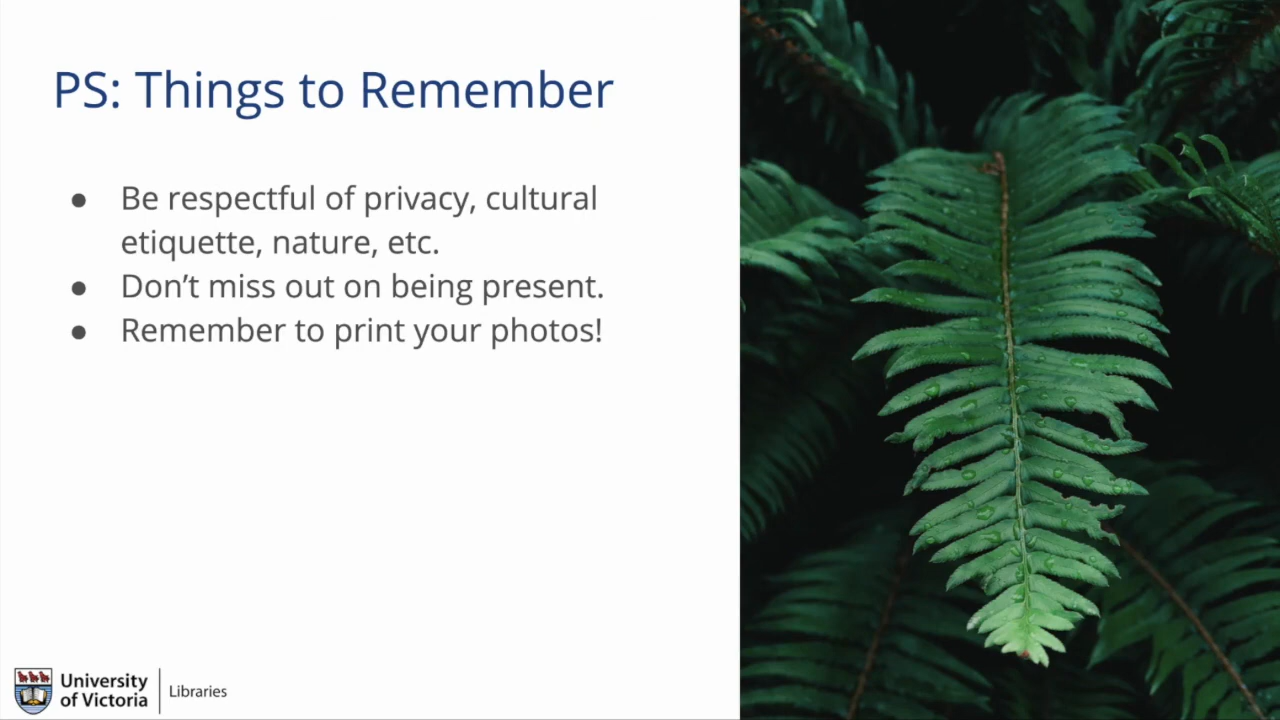 PS: Things to Remember
● Be respectful of privacy, cultural
etiquette, nature, etc.
● Don’t miss out on being present.
● Remember to print your photos!
University
of Victoria
Libraries